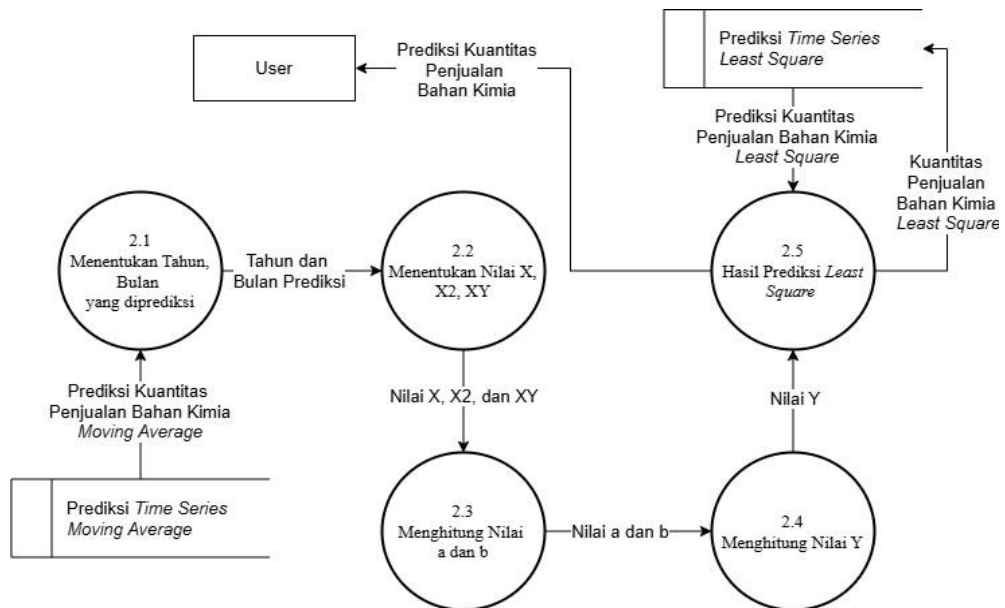 User
Prediksi Kuantitas
Penjualan
Bahan Kimia
Prediksi Time Series
Least Square
Prediksi Kuantitas
Penjualan Bahan Kimia
Least Square
Kuantitas
Penjualan
Bahan Kimia
Least Square
2.1
Menentukan Tahun,
Bulan
yang diprediksi
Tahun dan
Bulan Prediksi
2.2
Menentukan Nilai X,
X2, XY
2.5
Hasil Prediksi Least
Square
Prediksi Kuantitas
Penjualan Bahan Kimia
Moving Average
Nilai X, X2, dan XY
Nilai Y
Prediksi Time Series
Moving Average
2.3
Menghitung Nilai
a dan b
Nilai a dan b
2.4
Menghitung Nilai Y